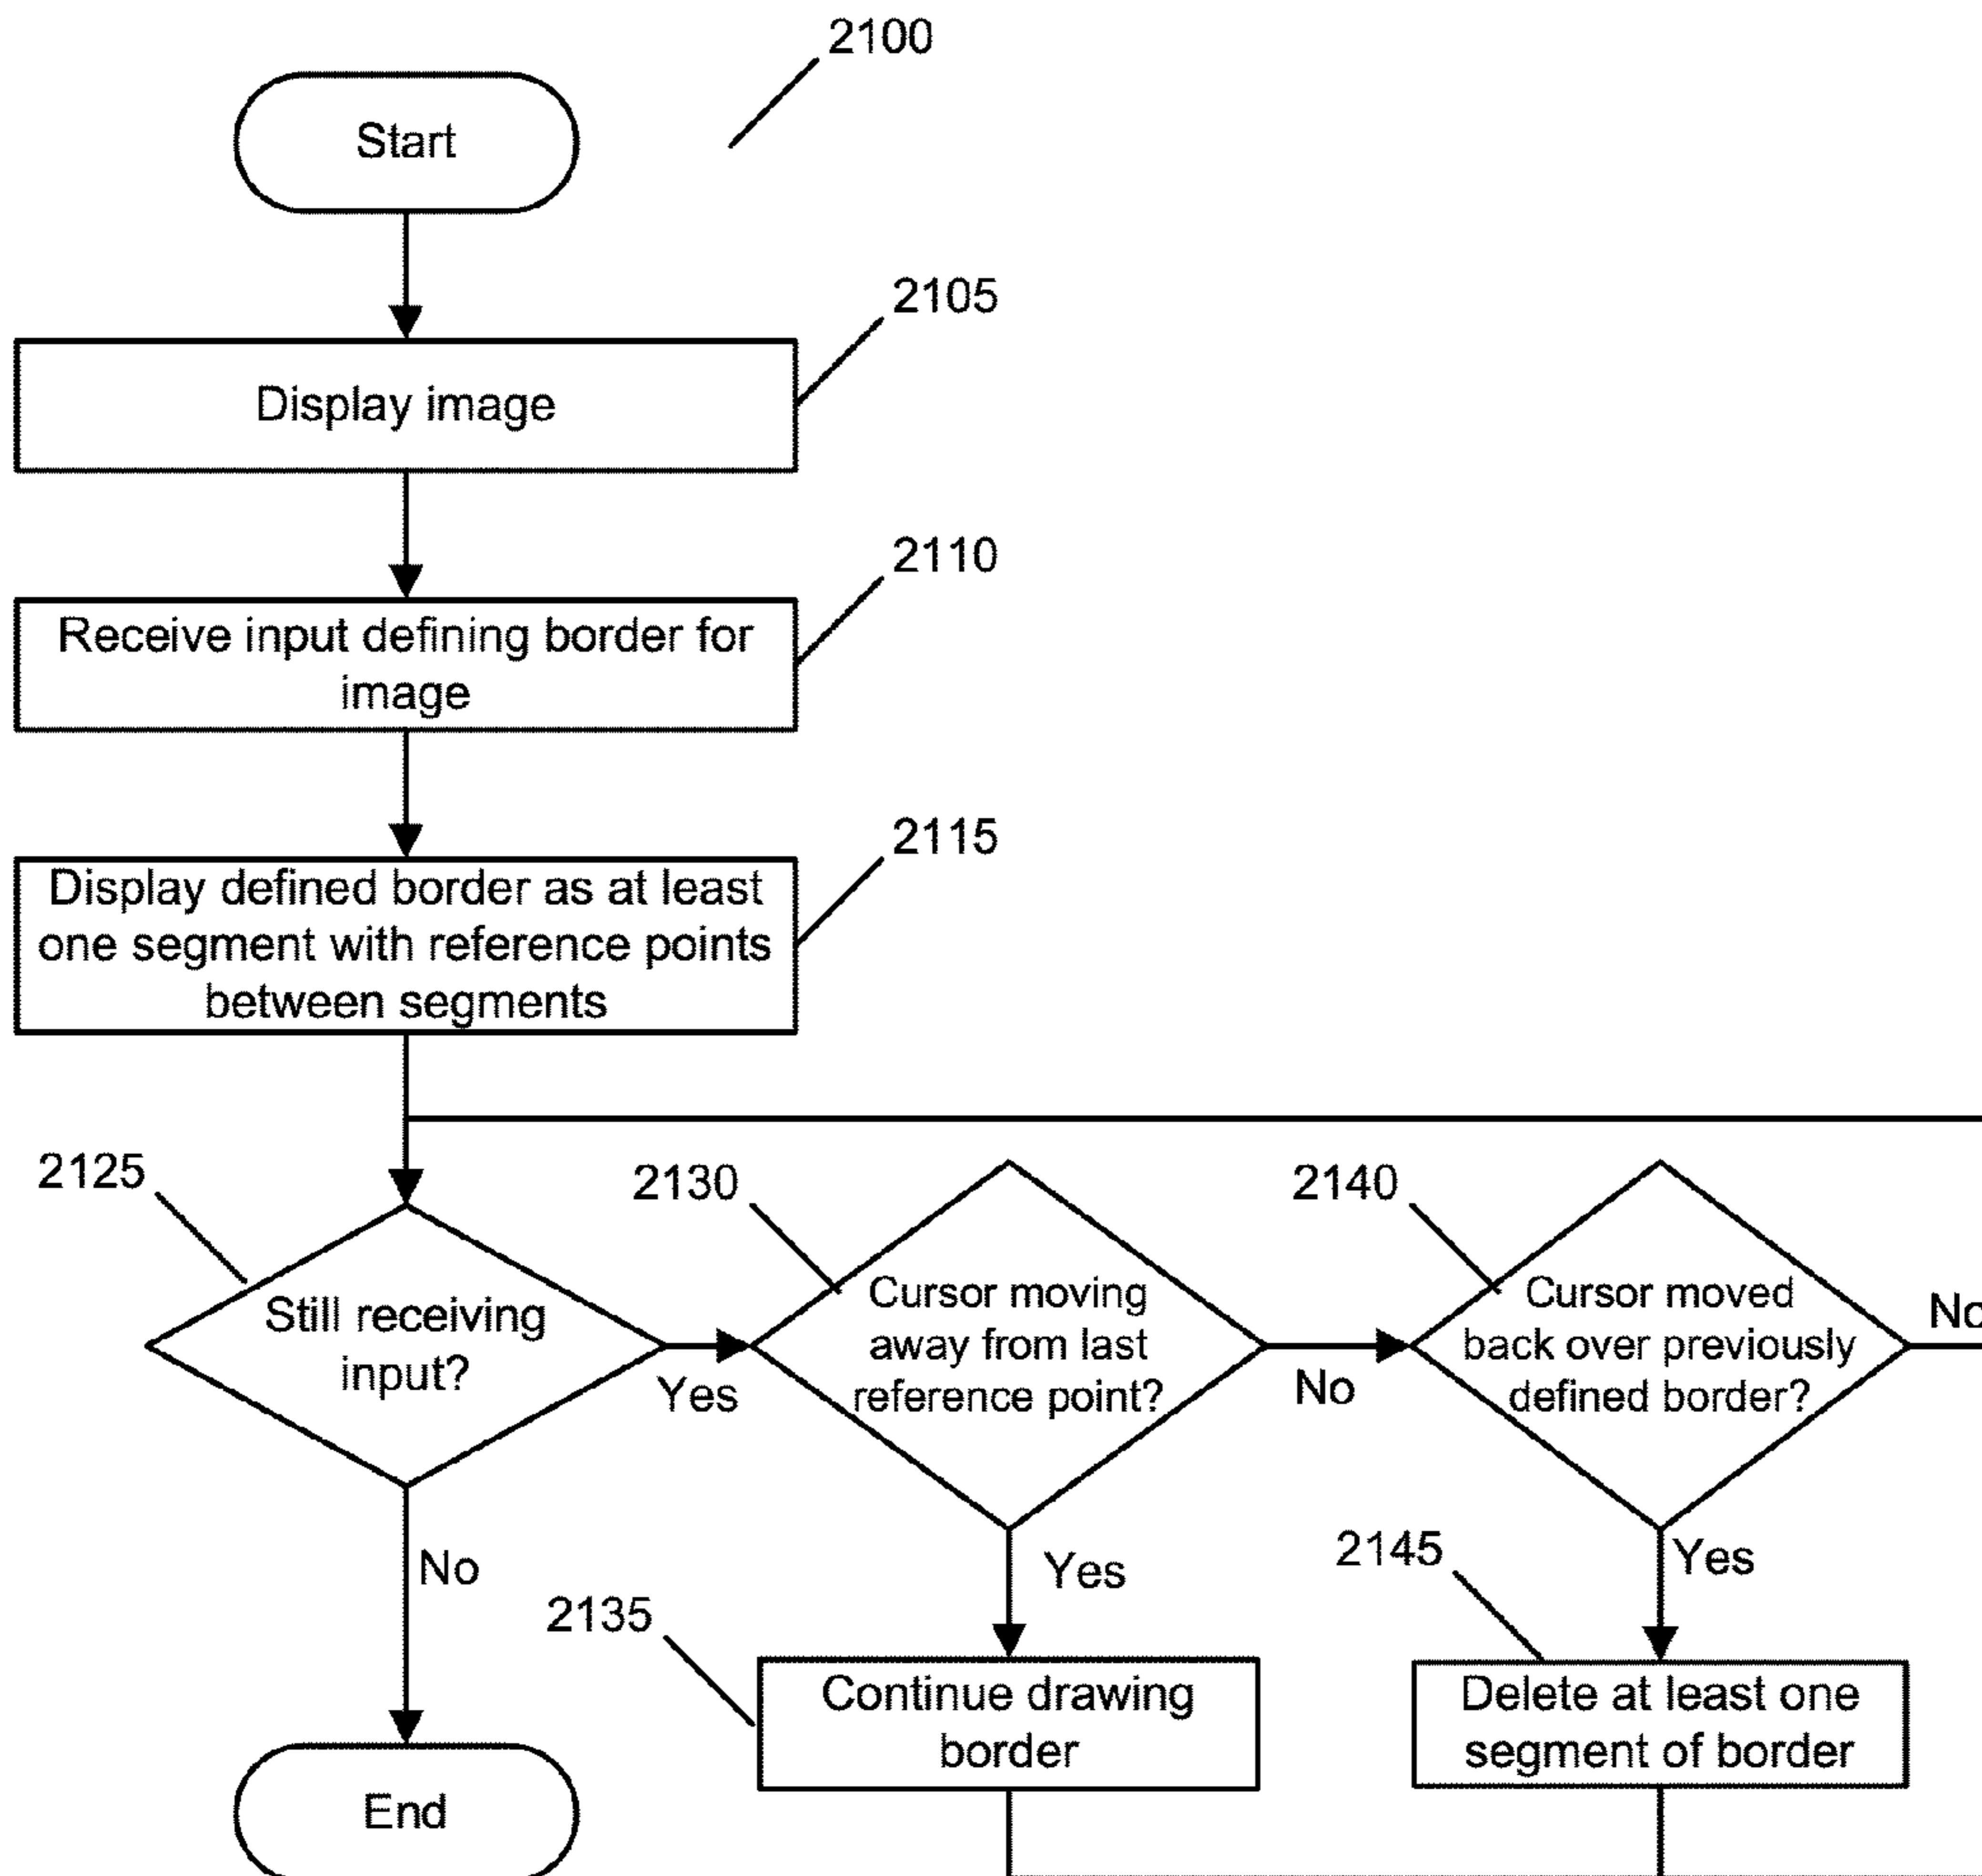 2100
Start
2105
Display image
2110
Receive input defining border for
image
2115
Display defined border as at least
one segment with reference points
between segments
2125
Still receiving
input?
Yes
No
2130
Cursor moving
away from last
reference point?
No
Yes
2140
Cursor moved
back over previously
defined border?
No
Yes
2135
Continue drawing
border
2145
Delete at least one
segment of border
End